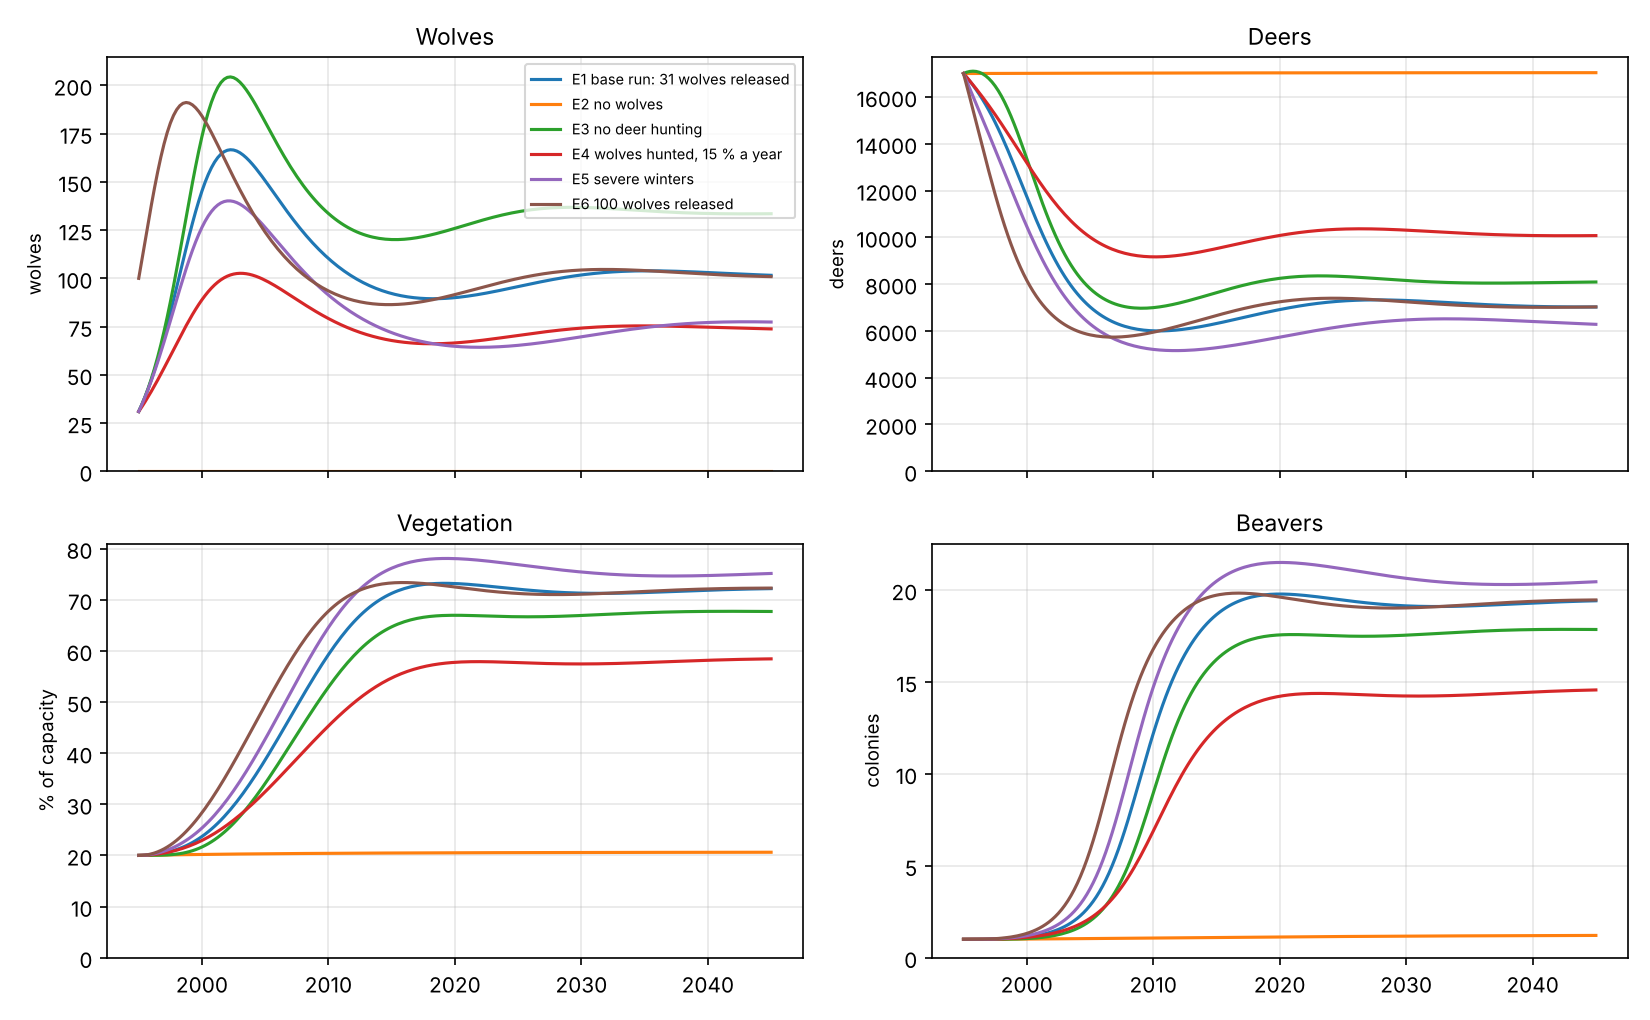 Wolves
wolves
200
175
150
125
100
75
50
25
0
E1 base run: 31 wolves released
E2 no wolves
E3 no deer hunting
E4 wolves hunted, 15 % a year
E5 severe winters
E6 100 wolves released
Deers
deers
16000
14000
12000
10000
8000
6000
4000
2000
0
Vegetation
% of capacity
80
70
60
50
40
30
20
10
0
2000 2010 2020 2030 2040
Beavers
colonies
20
15
10
5
0
2000 2010 2020 2030 2040